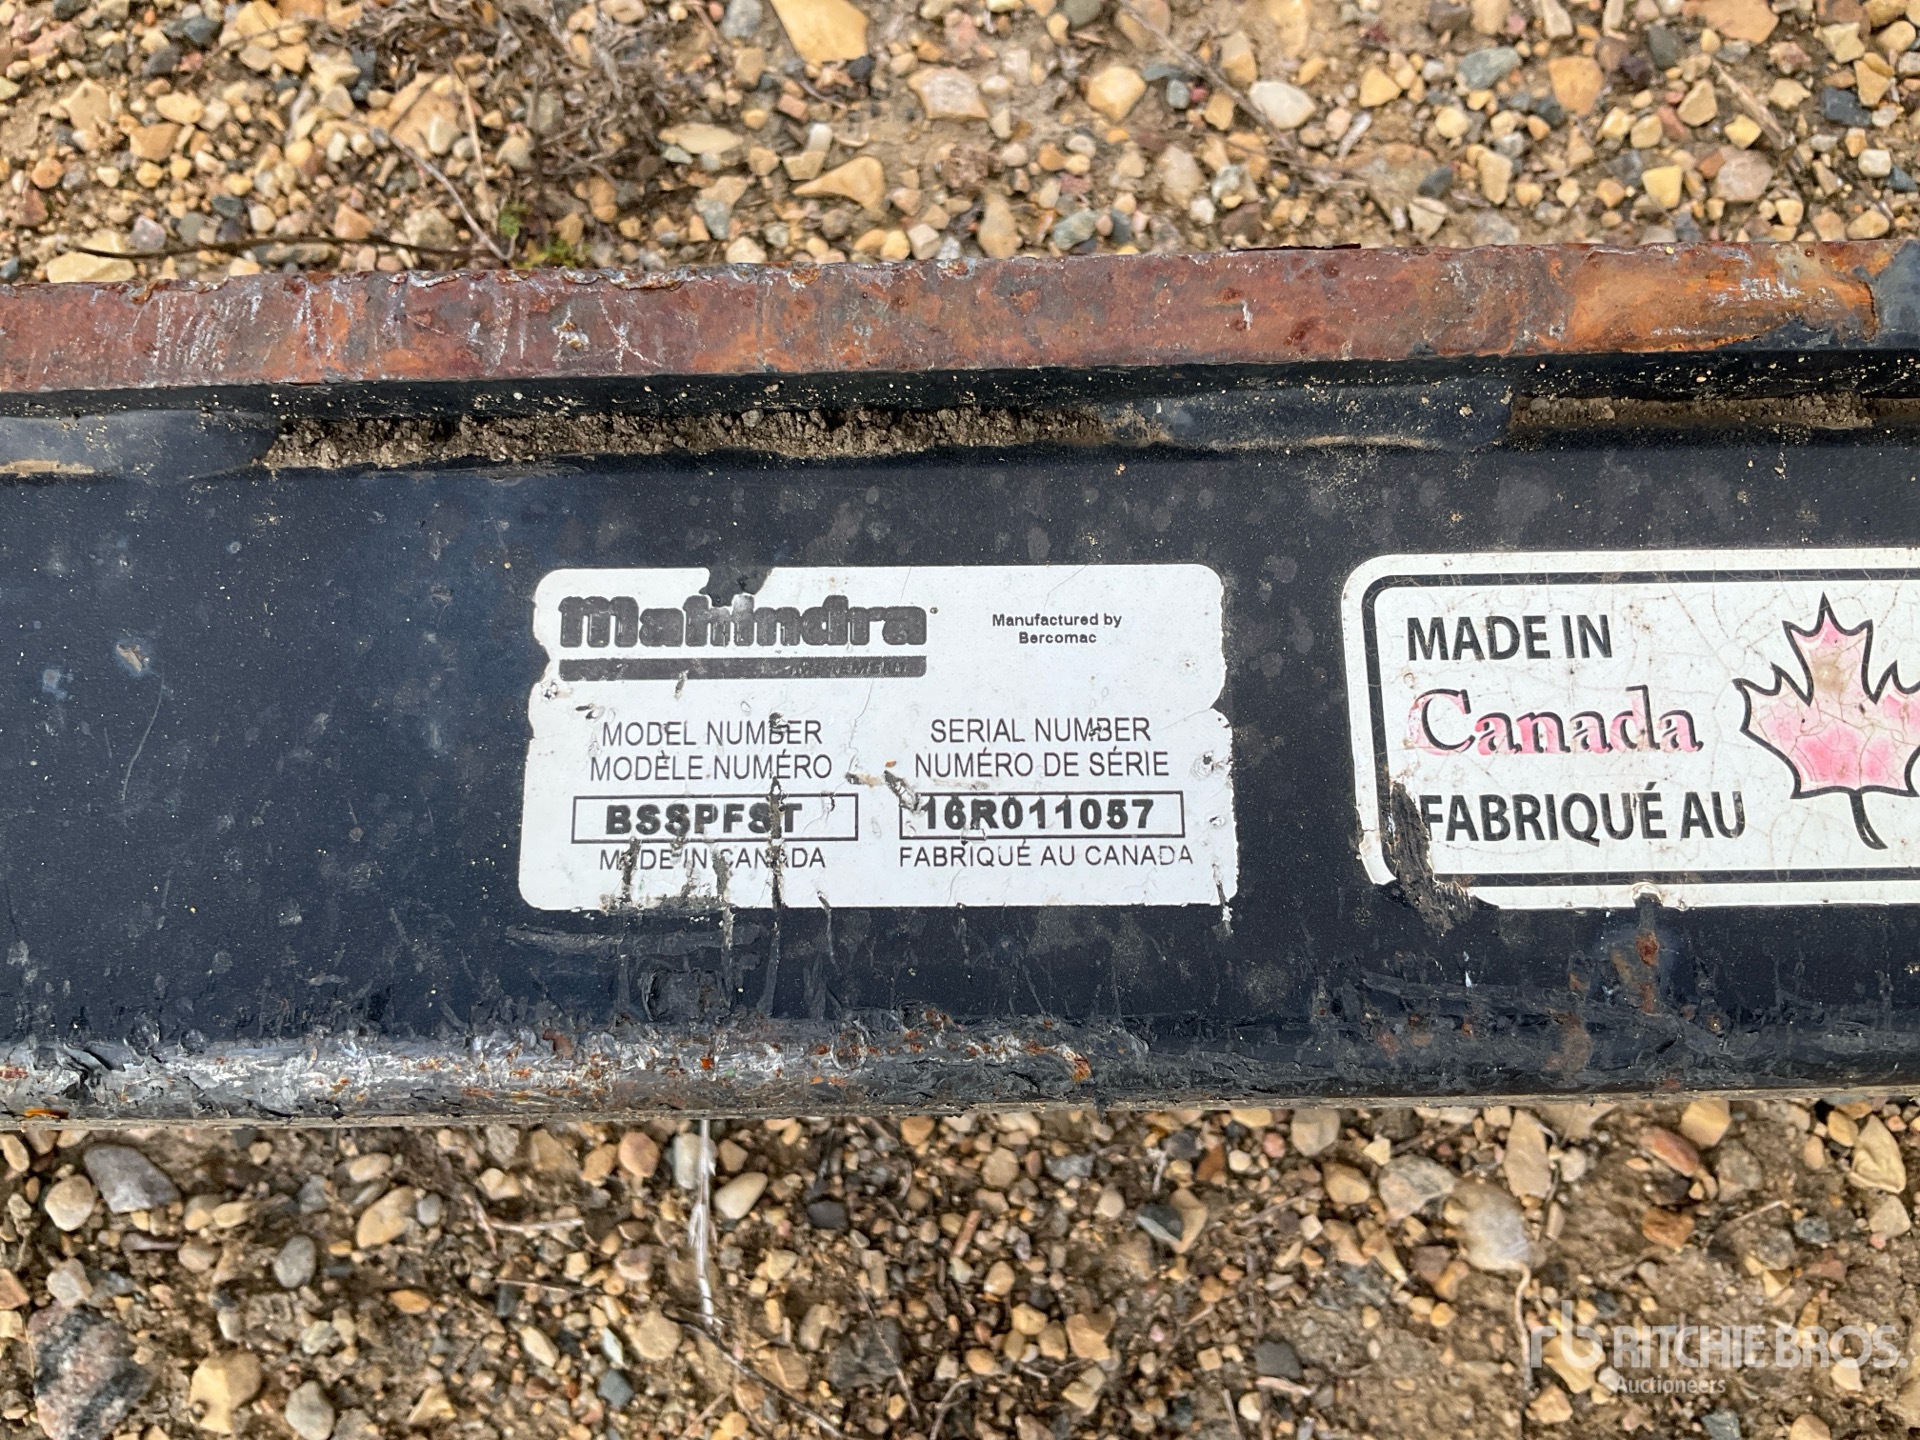 Mahindra
Manufactured by
Bercomac
MODEL NUMBER
MODÈLE NUMÉRO
BSSPFST
MADE IN CANADA
SERIAL NUMBER
NUMÉRO DE SÉRIE
16R011057
FABRIQUÉ AU CANADA
MADE IN
Canada
FABRIQUÉ AU
rb RITCHIE BROS.
Auctioneers